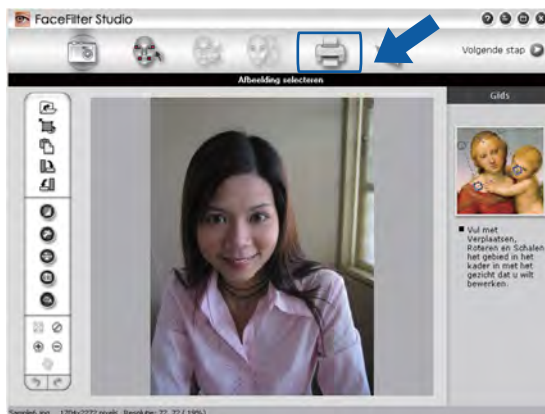 FaceFilter Studio
Volgende stap
Afbeelding selecteren
Gids
Vul met
Verplaatsen,
Roteren en Schalen
het gebied in het
kader in met het
gezicht dat u wilt
bewerken.